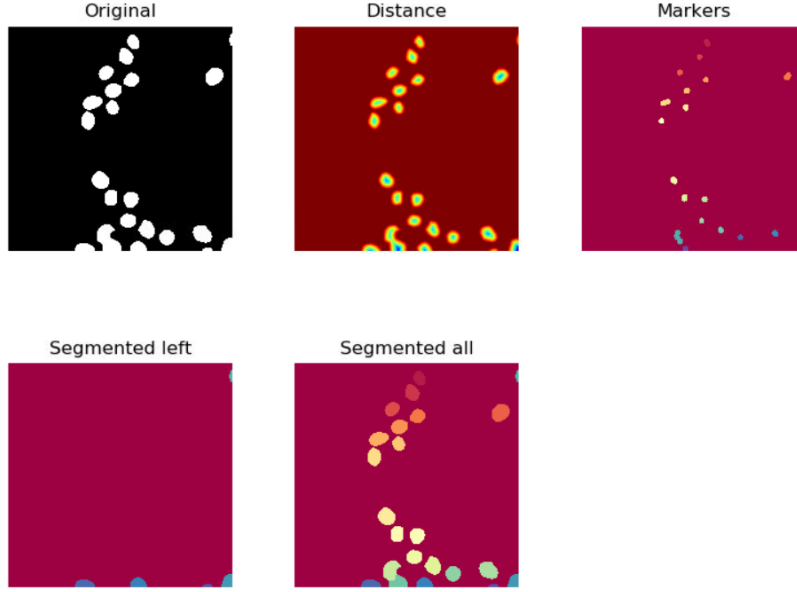 Original
Distance
Markers
Segmented left
Segmented all